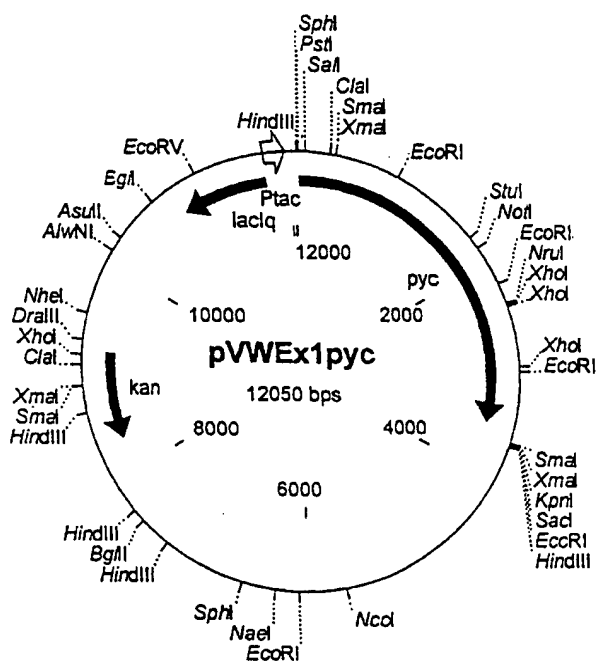 SphI
PstI
SalI
ClaI
SmaI
XmaI
HindIII
EcoRI
EcoRV
EglI
AsuII
AlwNI
StuI
NotI
EcoRI
NruI
XhoI
XhoI
Ptac
lacIq
12000
pyc
2000
10000
NheI
DraIII
XhoI
ClaI
XmaI
SmaI
HindIII
kan
pVWEx1pyc
12050 bps
XhoI
EcoRI
8000
4000
6000
SmaI
XmaI
KpnI
SacI
EccRI
HindIII
HindIII
BglII
HindIII
SphI
NaeI
EcoRI
NcoI